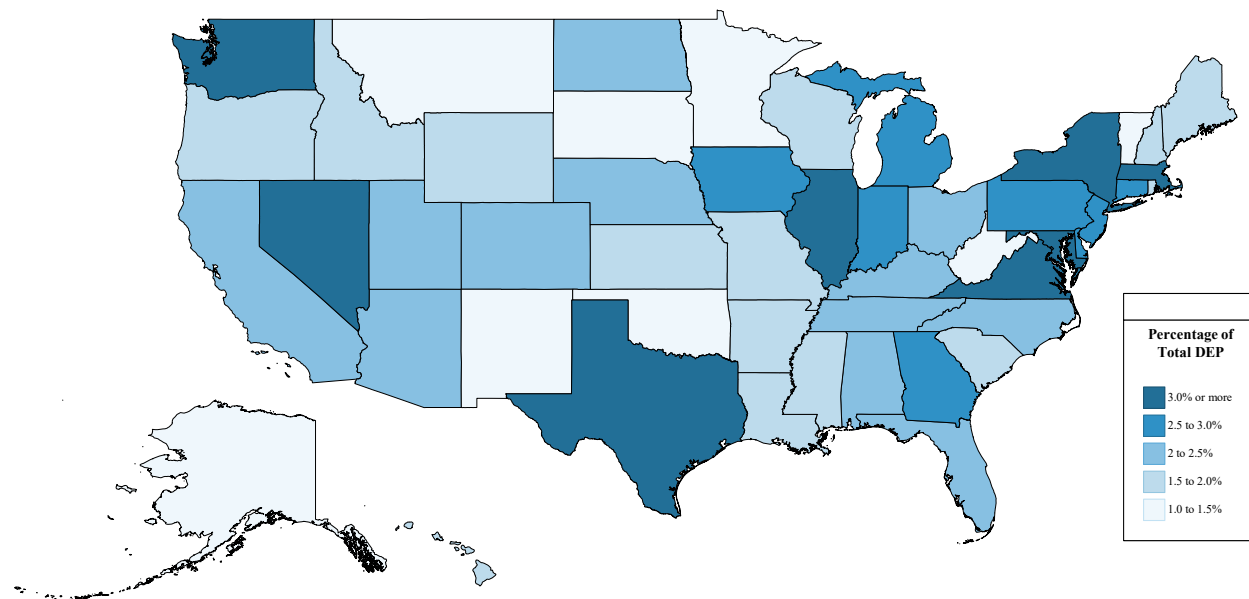 Percentage of
Total DEP
3.0% or more
2.5 to 3.0%
2 to 2.5%
1.5 to 2.0%
1.0 to 1.5%